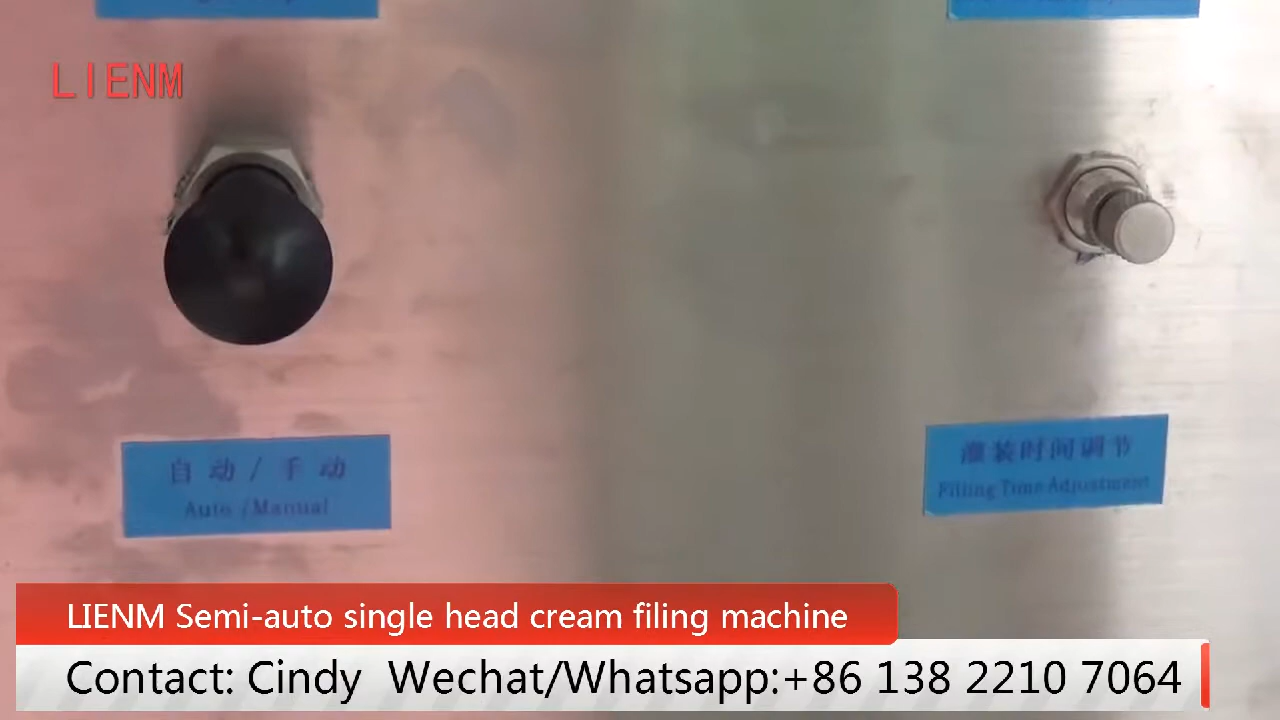 LIENM
自动/手动
Auto /Manual
灌装时间调节
Filling Time Adjustment
LIENM Semi-auto single head cream filing machine
Contact: Cindy Wechat/Whatsapp:+86 138 2210 7064